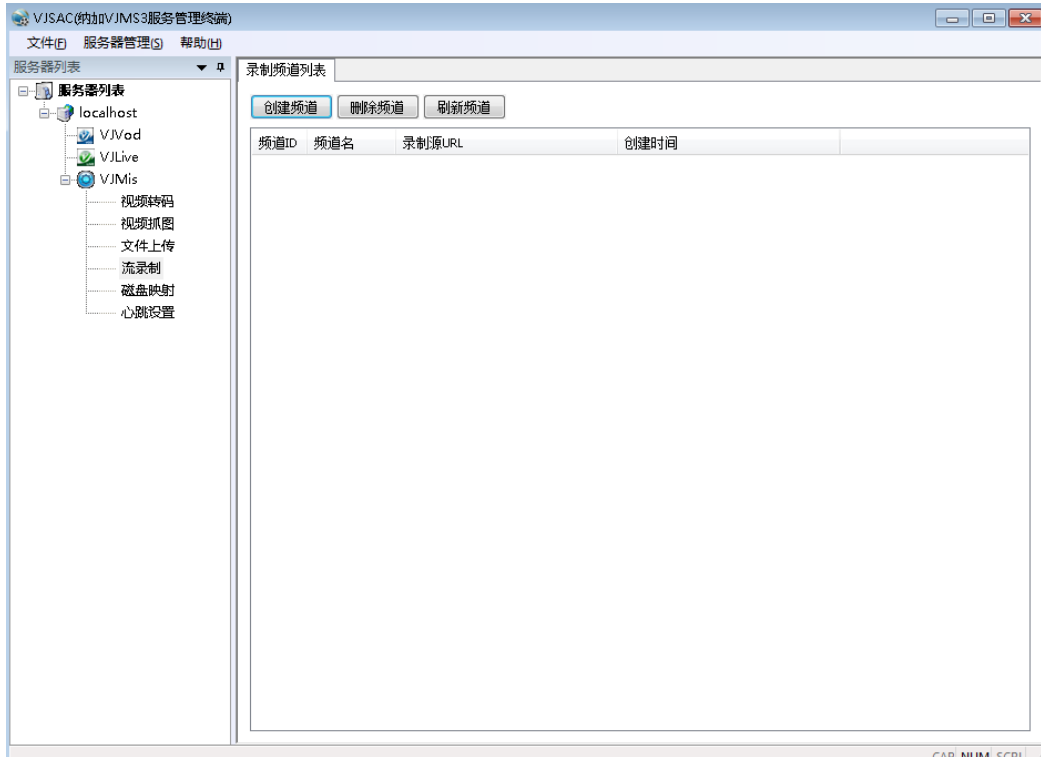 VJSAC(纳加VJMS3服务管理终端)
文件(F) 服务器管理(S) 帮助(H)
服务器列表
服务器列表
localhost
VJVod
VJLive
VJMis
视频转码
视频抓图
文件上传
流录制
磁盘映射
心跳设置
录制频道列表
创建频道 删除频道 刷新频道
频道ID 频道名 录制源URL 创建时间
CAP NUM SCRL